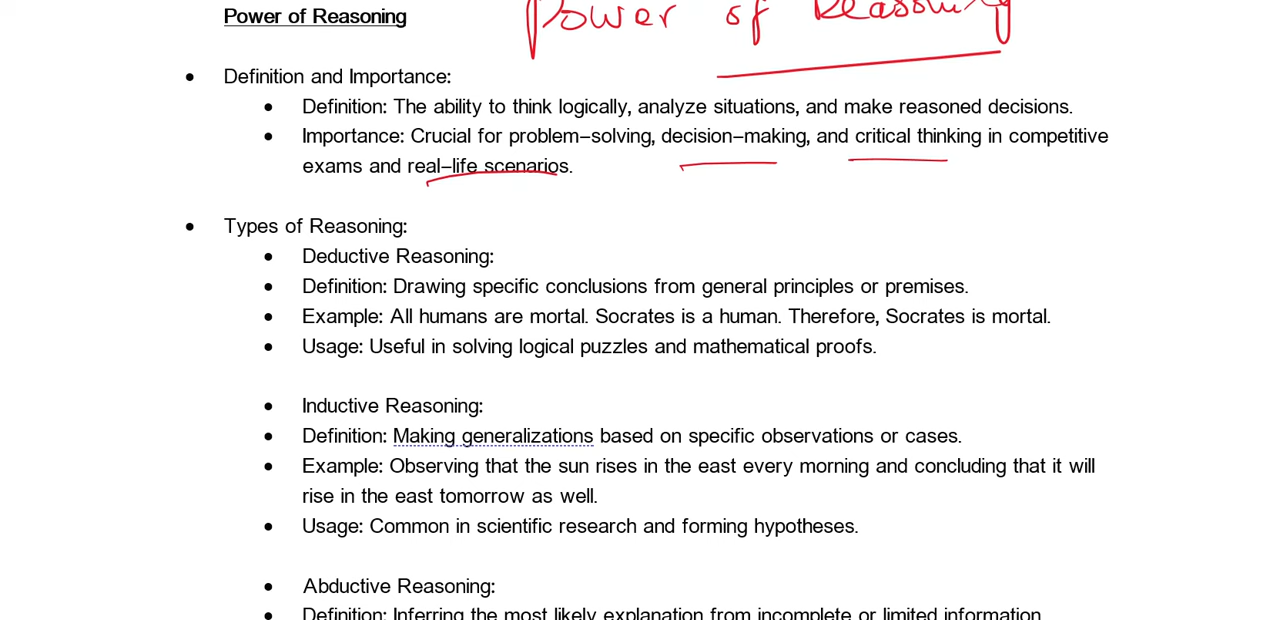 Power of Reasoning
Power of Reasoning
• Definition and Importance:
• Definition: The ability to think logically, analyze situations, and make reasoned decisions.
• Importance: Crucial for problem–solving, decision–making, and critical thinking in competitive
exams and real–life scenarios.
• Types of Reasoning:
• Deductive Reasoning:
• Definition: Drawing specific conclusions from general principles or premises.
• Example: All humans are mortal. Socrates is a human. Therefore, Socrates is mortal.
• Usage: Useful in solving logical puzzles and mathematical proofs.
• Inductive Reasoning:
• Definition: Making generalizations based on specific observations or cases.
• Example: Observing that the sun rises in the east every morning and concluding that it will
rise in the east tomorrow as well.
• Usage: Common in scientific research and forming hypotheses.
• Abductive Reasoning:
• Definition: Inferring the most likely explanation from incomplete or limited information.